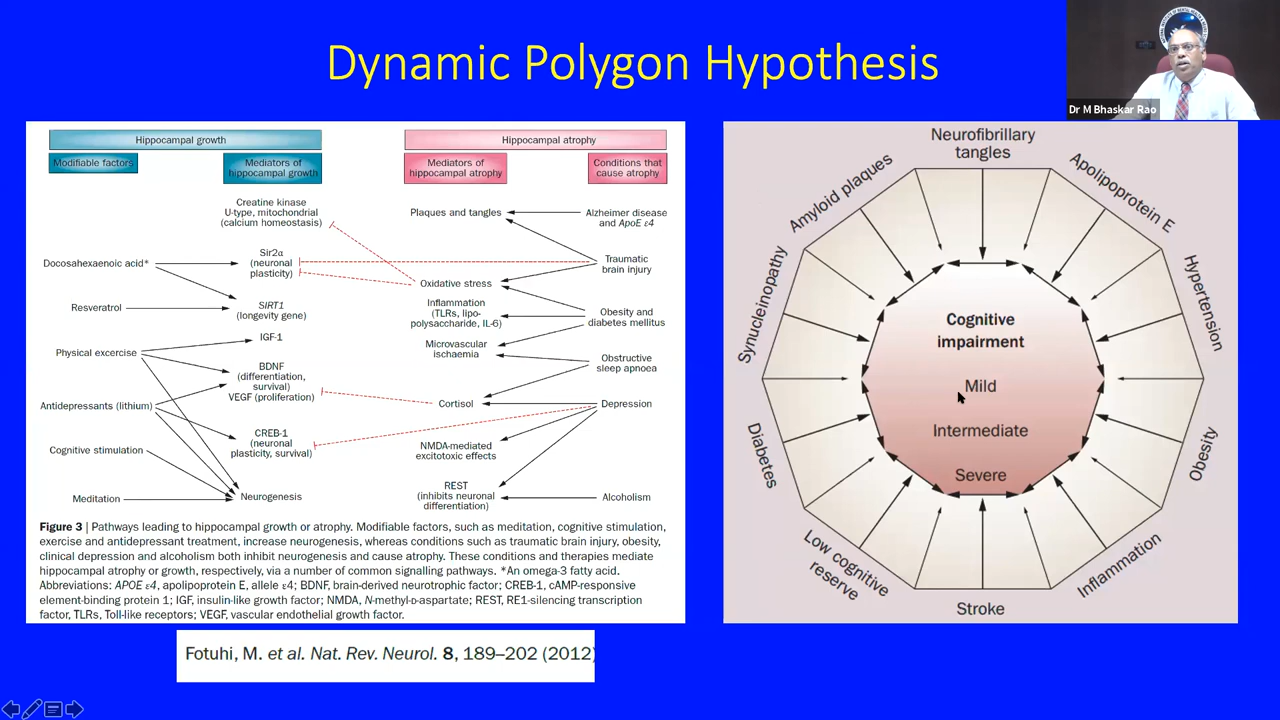 Dynamic Polygon Hypothesis
Dr M Bhaskar Rao
Hippocampal growth
Hippocampal atrophy
Modifiable factors
Mediators of
hippocampal growth
Mediators of
hippocampal atrophy
Conditions that
cause atrophy
Creatine kinase
U-type, mitochondrial
(calcium homeostasis)
Plaques and tangles
Alzheimer disease
and ApoE ε4
Docosahexaenoic acid*
Sir2α
(neuronal
plasticity)
Traumatic
brain injury
Oxidative stress
Resveratrol
SIRT1
(longevity gene)
Inflammation
(TLRs, lipo-
polysaccharide, IL-6)
Obesity and
diabetes mellitus
IGF-1
Microvascular
ischaemia
Physical excercise
Obstructive
sleep apnoea
BDNF
(differentiation,
survival)
VEGF (proliferation)
Antidepressants (lithium)
Cortisol
Depression
CREB-1
(neuronal
plasticity, survival)
Cognitive stimulation
NMDA-mediated
excitotoxic effects
Meditation
Neurogenesis
REST
(inhibits neuronal
differentiation)
Alcoholism
Figure 3 | Pathways leading to hippocampal growth or atrophy. Modifiable factors, such as meditation, cognitive stimulation,
exercise and antidepressant treatment, increase neurogenesis, whereas conditions such as traumatic brain injury, obesity,
clinical depression and alcoholism both inhibit neurogenesis and cause atrophy. These conditions and therapies mediate
hippocampal atrophy or growth, respectively, via a number of common signalling pathways. *An omega-3 fatty acid.
Abbreviations: APOE ε4, apolipoprotein E, allele ε4; BDNF, brain-derived neurotrophic factor; CREB-1, cAMP-responsive
element-binding protein 1; IGF, insulin-like growth factor; NMDA, N-methyl-D-aspartate; REST, RE1-silencing transcription
factor, TLRs, Toll-like receptors; VEGF, vascular endothelial growth factor.
Fotuhi, M. et al. Nat. Rev. Neurol. 8, 189–202 (2012)
Neurofibrillary
tangles
Apolipoprotein E
Hypertension
Obesity
Inflammation
Stroke
Low cognitive
reserve
Diabetes
Synucleinopathy
Amyloid plaques
Cognitive
impairment
Mild
Intermediate
Severe